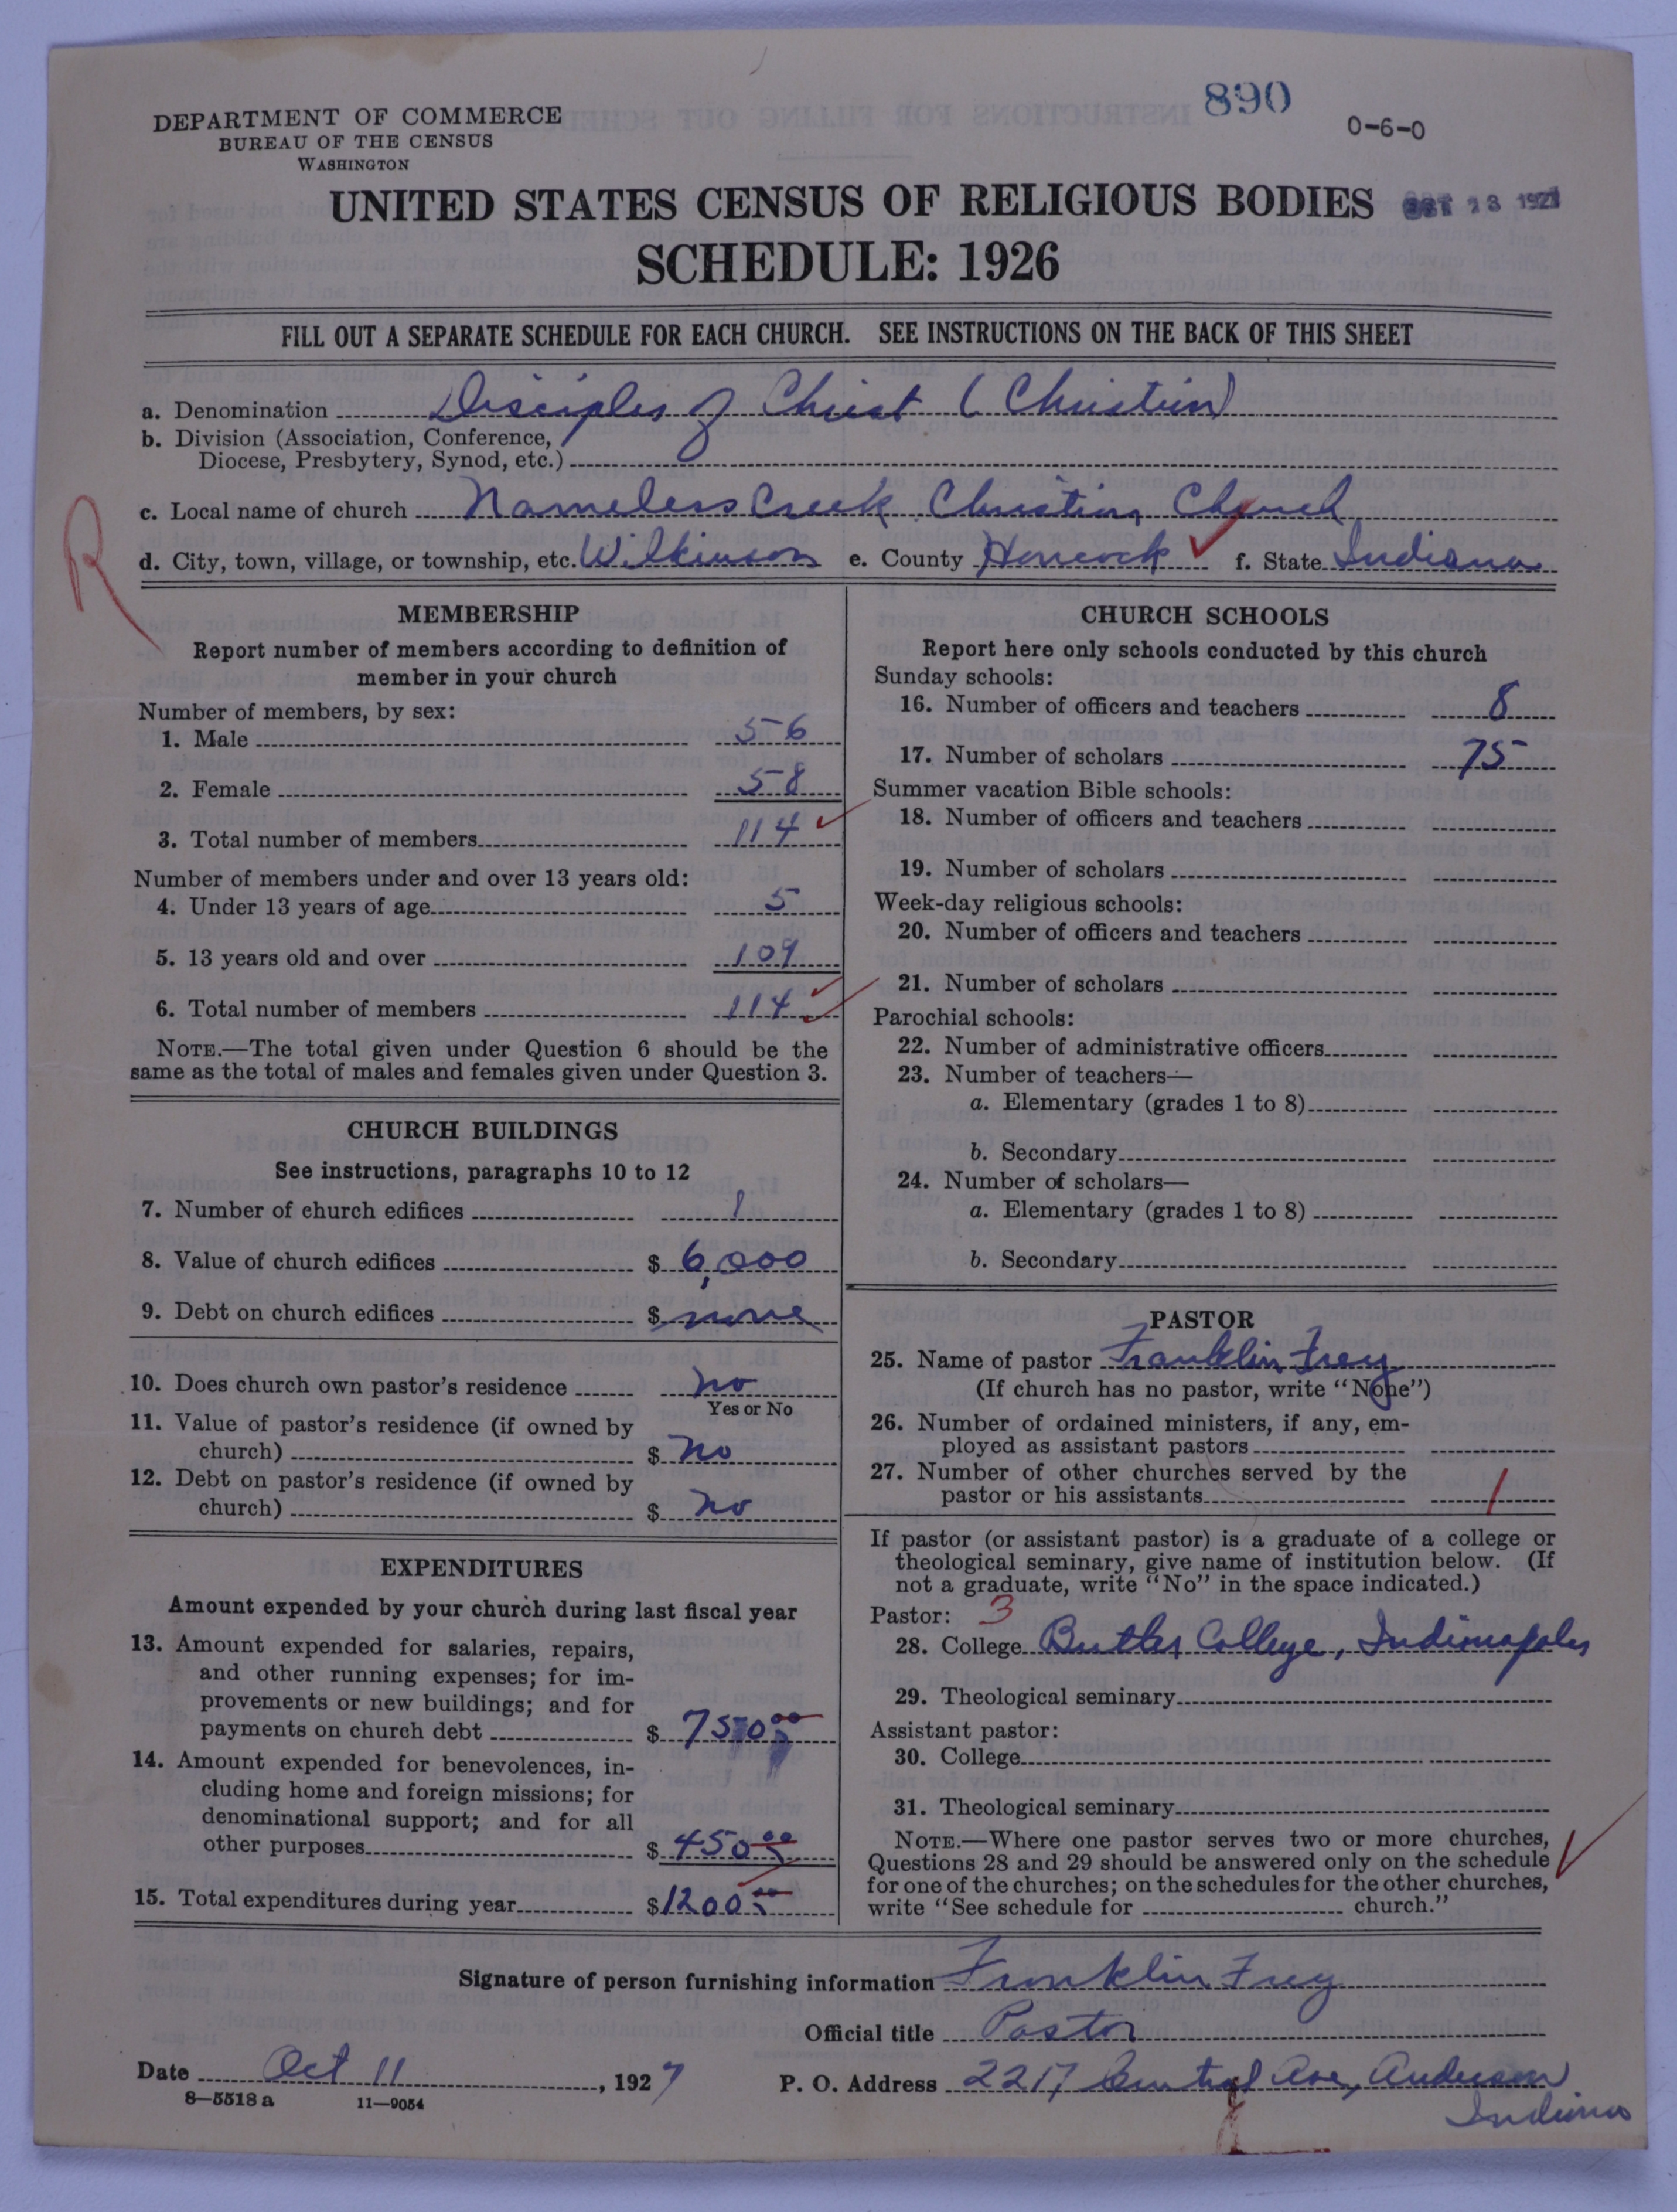 890
0-6-0
DEPARTMENT OF COMMERCE
BUREAU OF THE CENSUS
WASHINGTON
UNITED STATES CENSUS OF RELIGIOUS BODIES
OCT 13 1927
SCHEDULE: 1926
FILL OUT A SEPARATE SCHEDULE FOR EACH CHURCH. SEE INSTRUCTIONS ON THE BACK OF THIS SHEET
a. Denomination Disciples of Christ (Christian)
b. Division (Association, Conference,
Diocese, Presbytery, Synod, etc.)
R
c. Local name of church Nameless Creek Christian Church
d. City, town, village, or township, etc. Wilkinson e. County Hancock f. State Indiana
MEMBERSHIP
Report number of members according to definition of
member in your church
Number of members, by sex:
1. Male 56
2. Female 58
3. Total number of members 114
Number of members under and over 13 years old:
4. Under 13 years of age 5
5. 13 years old and over 109
6. Total number of members 114
NOTE.—The total given under Question 6 should be the
same as the total of males and females given under Question 3.
CHURCH BUILDINGS
See instructions, paragraphs 10 to 12
7. Number of church edifices 1
8. Value of church edifices $ 6,000
9. Debt on church edifices $ none
10. Does church own pastor's residence no
Yes or No
11. Value of pastor's residence (if owned by
church) $ no
12. Debt on pastor's residence (if owned by
church) $ no
EXPENDITURES
Amount expended by your church during last fiscal year
13. Amount expended for salaries, repairs,
and other running expenses; for im-
provements or new buildings; and for
payments on church debt $ 750.00
14. Amount expended for benevolences, in-
cluding home and foreign missions; for
denominational support; and for all
other purposes $ 450.00
15. Total expenditures during year $1200.00
CHURCH SCHOOLS
Report here only schools conducted by this church
Sunday schools:
16. Number of officers and teachers 8
17. Number of scholars 75
Summer vacation Bible schools:
18. Number of officers and teachers
19. Number of scholars
Week-day religious schools:
20. Number of officers and teachers
21. Number of scholars
Parochial schools:
22. Number of administrative officers
23. Number of teachers—
a. Elementary (grades 1 to 8)
b. Secondary
24. Number of scholars—
a. Elementary (grades 1 to 8)
b. Secondary
PASTOR
25. Name of pastor Franklin Frey
(If church has no pastor, write "None")
26. Number of ordained ministers, if any, em-
ployed as assistant pastors
27. Number of other churches served by the
pastor or his assistants 1
If pastor (or assistant pastor) is a graduate of a college or
theological seminary, give name of institution below. (If
not a graduate, write "No" in the space indicated.)
Pastor: 3
28. College Butler College, Indianapolis
29. Theological seminary
Assistant pastor:
30. College
31. Theological seminary
NOTE.—Where one pastor serves two or more churches,
Questions 28 and 29 should be answered only on the schedule
for one of the churches; on the schedules for the other churches,
write "See schedule for church."
Signature of person furnishing information Franklin Frey
Official title Pastor
Date Oct 11, 1927 P. O. Address 2217 Central Ave, Anderson
Indiana
8—5518 a 11—9054